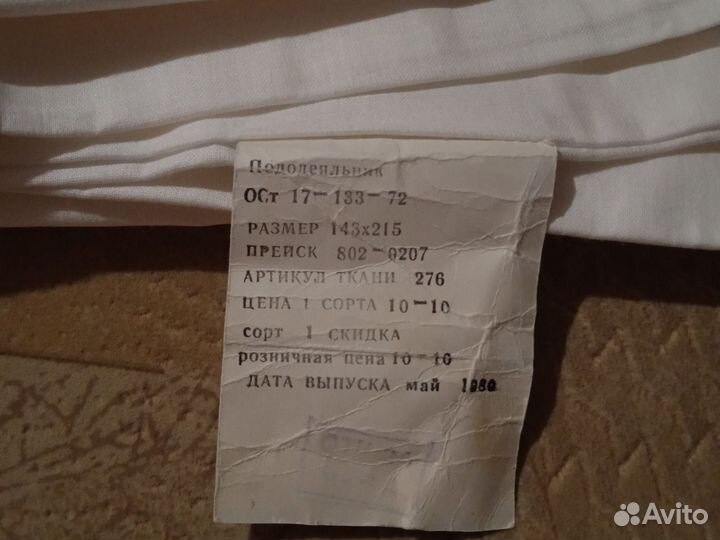 Пододеяльник
ОСт 17-133-72
РАЗМЕР 143х215
ПРЕЙСК 802-0207
АРТИКУЛ ТКАНИ 276
ЦЕНА 1 СОРТА 10-10
сорт 1 СКИДКА
розничная цена 10-10
ДАТА ВЫПУСКА май 1980
Avito